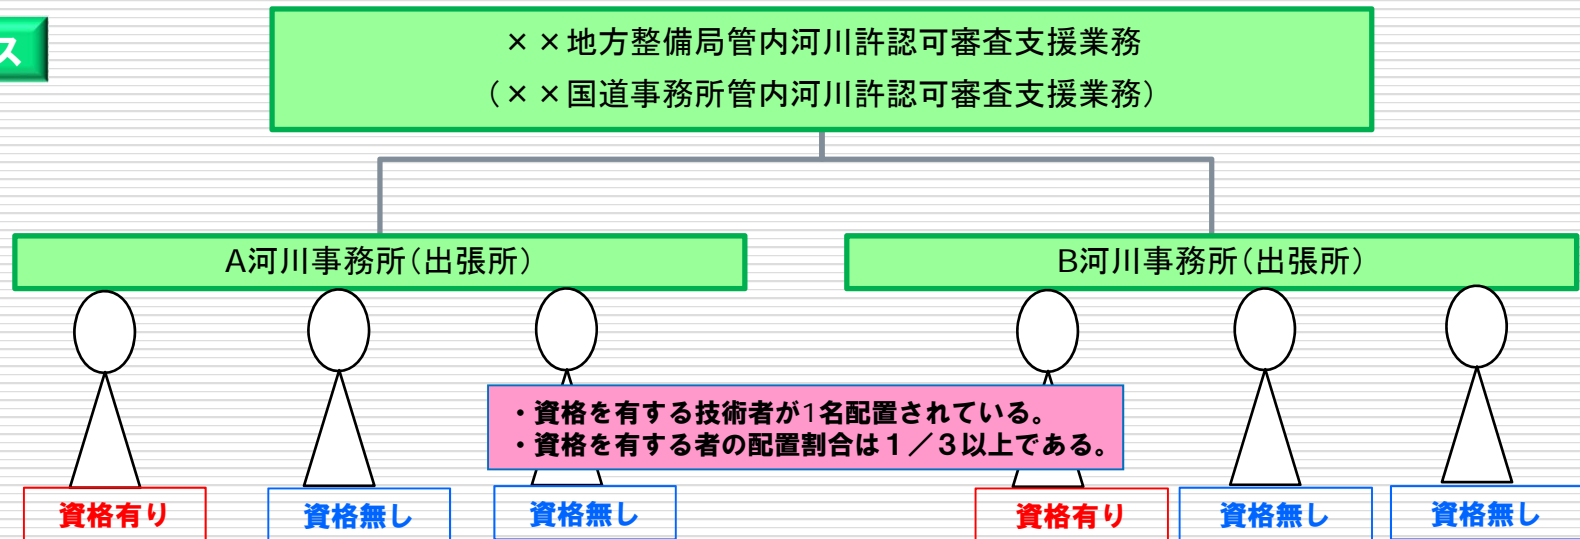 ス
××地方整備局管内河川許認可審査支援業務
(××国道事務所管内河川許認可審査支援業務)
A河川事務所(出張所)
B河川事務所(出張所)
・資格を有する技術者が1名配置されている。
・資格を有する者の配置割合は1/3以上である。
資格有り
資格無し
資格無し
資格有り
資格無し
資格無し